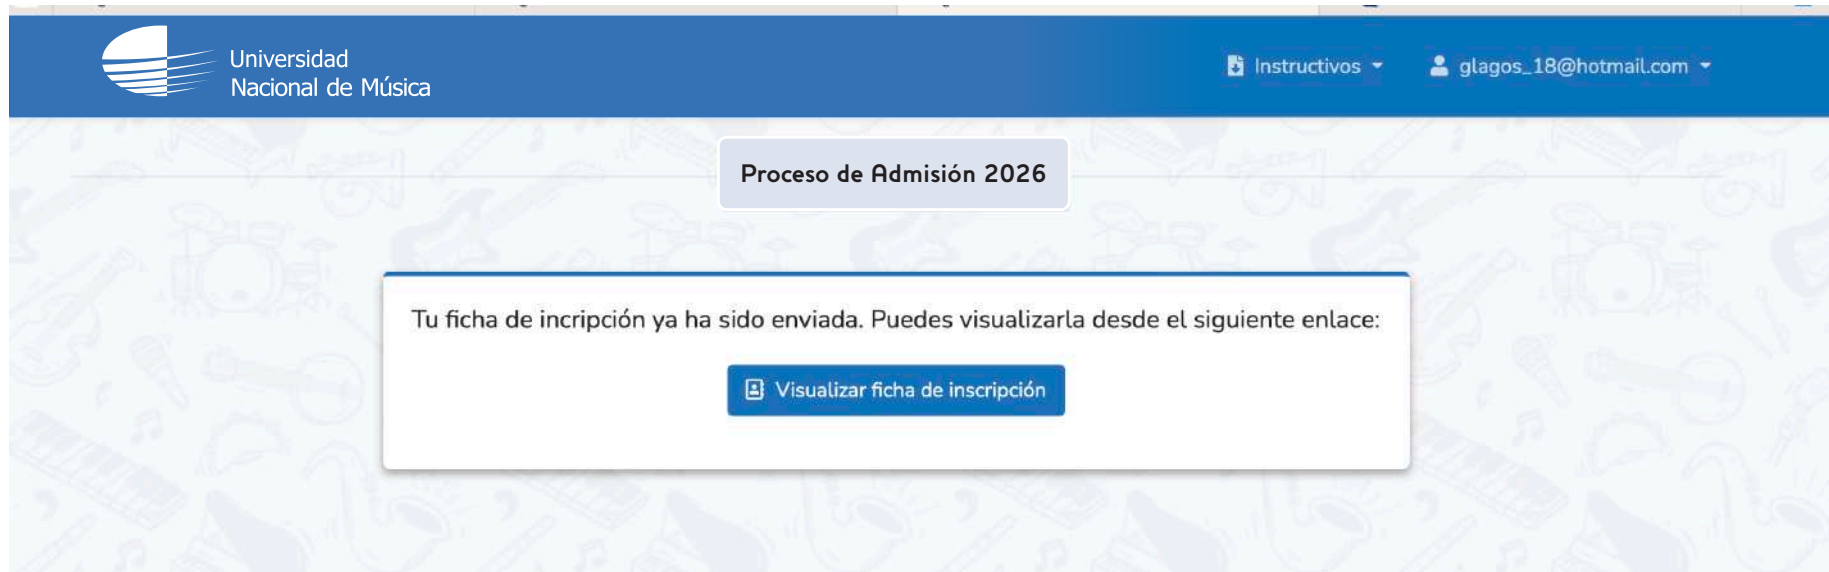 Universidad
Nacional de Música
Instructivos
glagos_18@hotmail.com
Proceso de Admisión 2026
Tu ficha de incripción ya ha sido enviada. Puedes visualizarla desde el siguiente enlace:
Visualizar ficha de inscripción